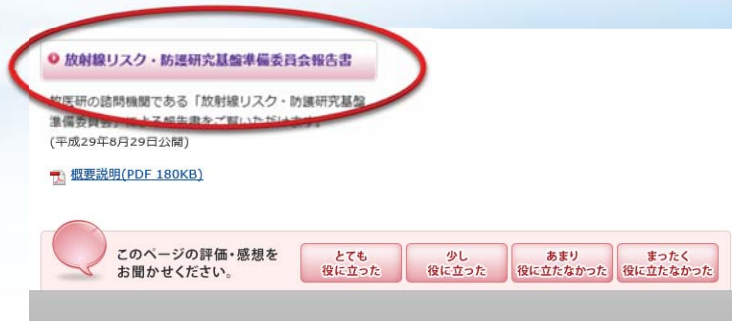 放射線リスク・防護研究基盤準備委員会報告書
放医研の諮問機関である「放射線リスク・防護研究基盤
準備委員会」による報告書をご覧いただけます。
(平成29年8月29日公開)
概要説明(PDF 180KB)
このページの評価・感想を
お聞かせください。
とても
役に立った
少し
役に立った
あまり
役に立たなかった
まったく
役に立たなかった